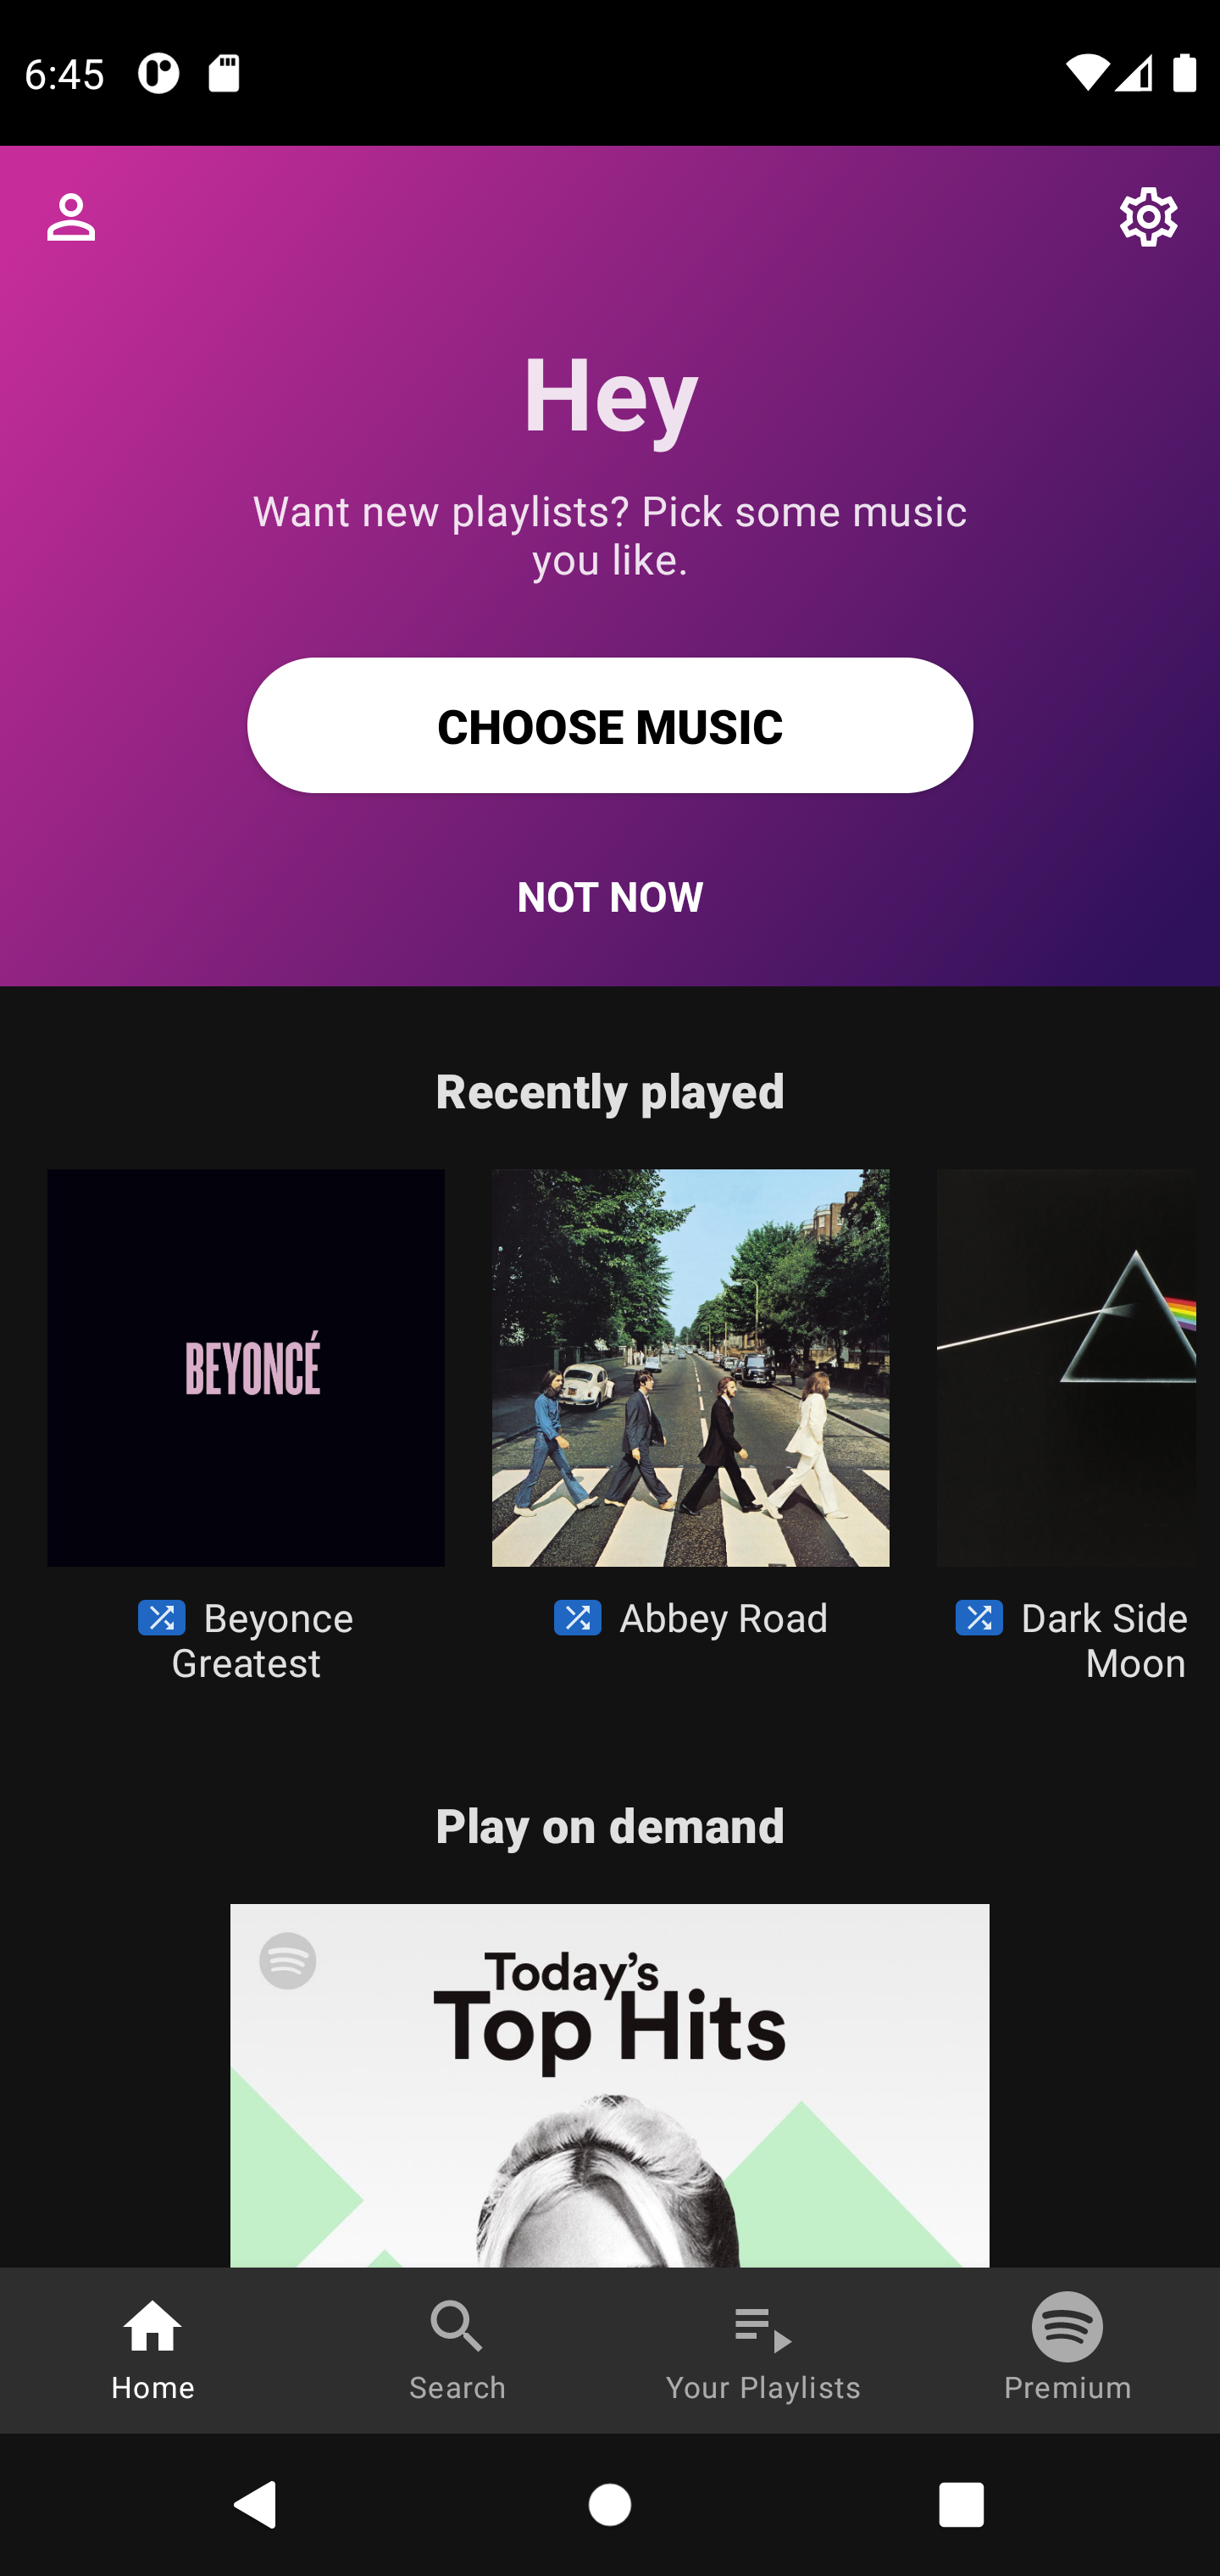 6:45
Hey
Want new playlists? Pick some music
you like.
CHOOSE MUSIC
NOT NOW
Recently played
BEYONCÉ
Beyonce
Greatest
Abbey Road
Dark Side
Moon
Play on demand
Today's
Top Hits
Home
Search
Your Playlists
Premium